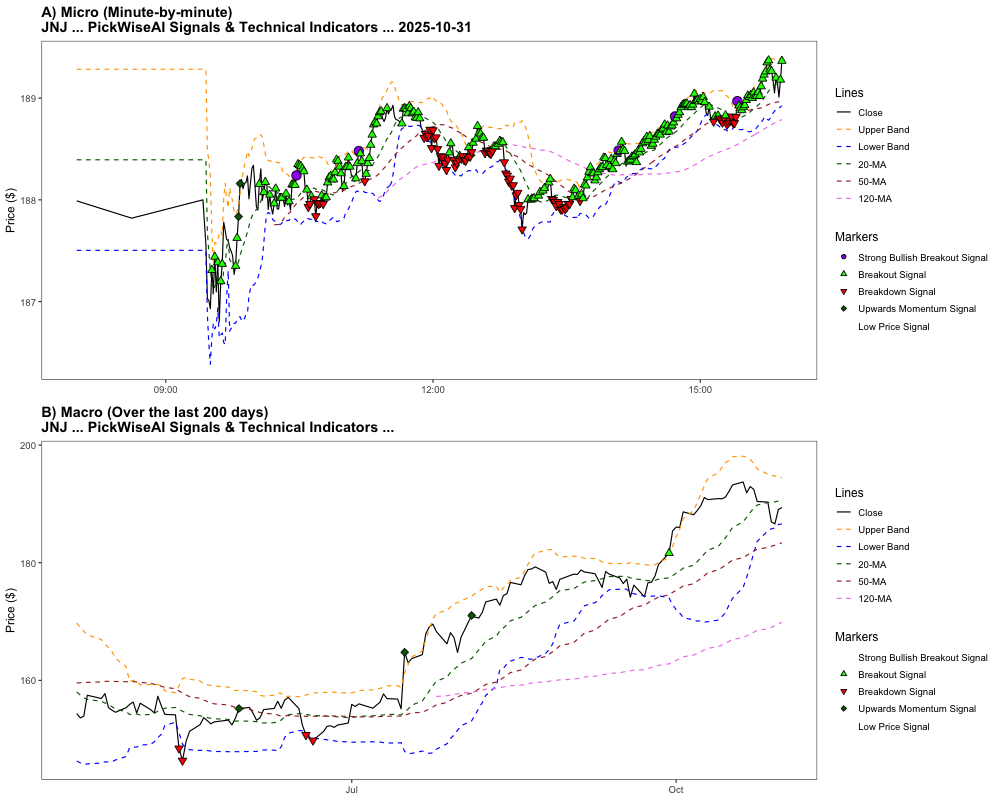 A) Micro (Minute-by-minute)
JNJ ... PickWiseAI Signals & Technical Indicators ... 2025-10-31
Price ($)
189
188
187
09:00
12:00
15:00
Lines
Close
Upper Band
Lower Band
20-MA
50-MA
120-MA
Markers
Strong Bullish Breakout Signal
Breakout Signal
Breakdown Signal
Upwards Momentum Signal
Low Price Signal
B) Macro (Over the last 200 days)
JNJ ... PickWiseAI Signals & Technical Indicators ...
Price ($)
200
180
160
Jul
Oct
Lines
Close
Upper Band
Lower Band
20-MA
50-MA
120-MA
Markers
Strong Bullish Breakout Signal
Breakout Signal
Breakdown Signal
Upwards Momentum Signal
Low Price Signal